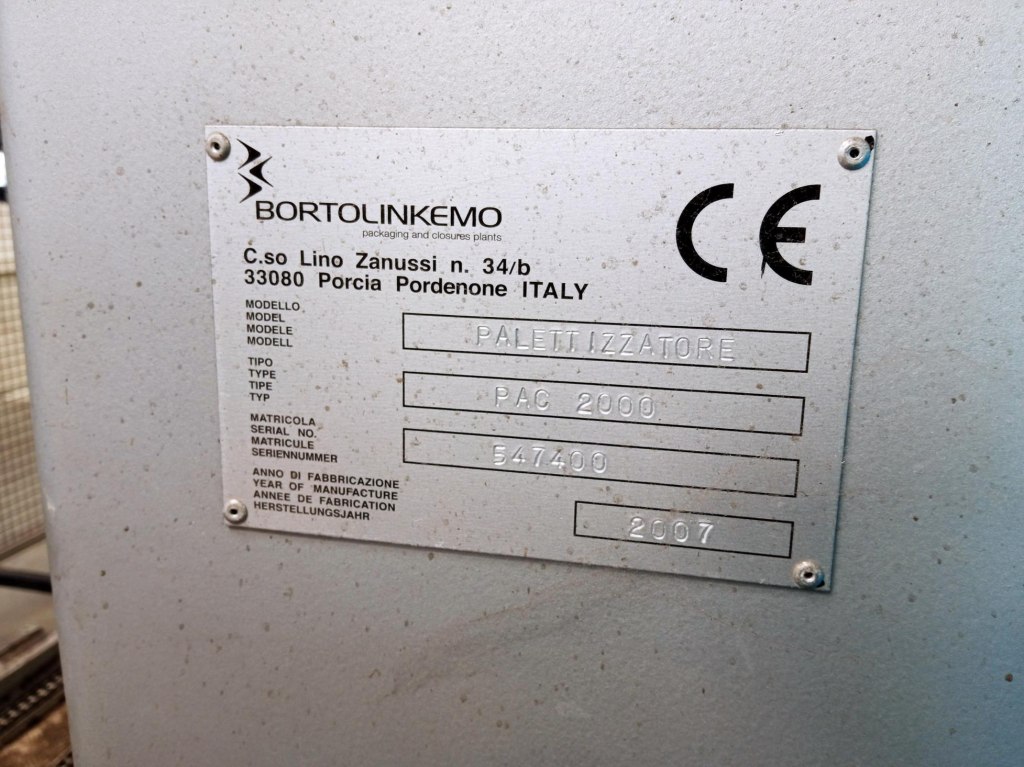 BORTOLINKEMO
packaging and closures plants
CE
C.so Lino Zanussi n. 34/b
33080 Porcia Pordenone ITALY
MODELLO
MODEL
MODELE
MODELL
PALETTIZZATORE
TIPO
TYPE
TIPE
TYP
PAC 2000
MATRICOLA
SERIAL NO.
MATRICULE
SERIENNUMMER
547400
ANNO DI FABBRICAZIONE
YEAR OF MANUFACTURE
ANNEE DE FABRICATION
HERSTELLUNGSJAHR
2007